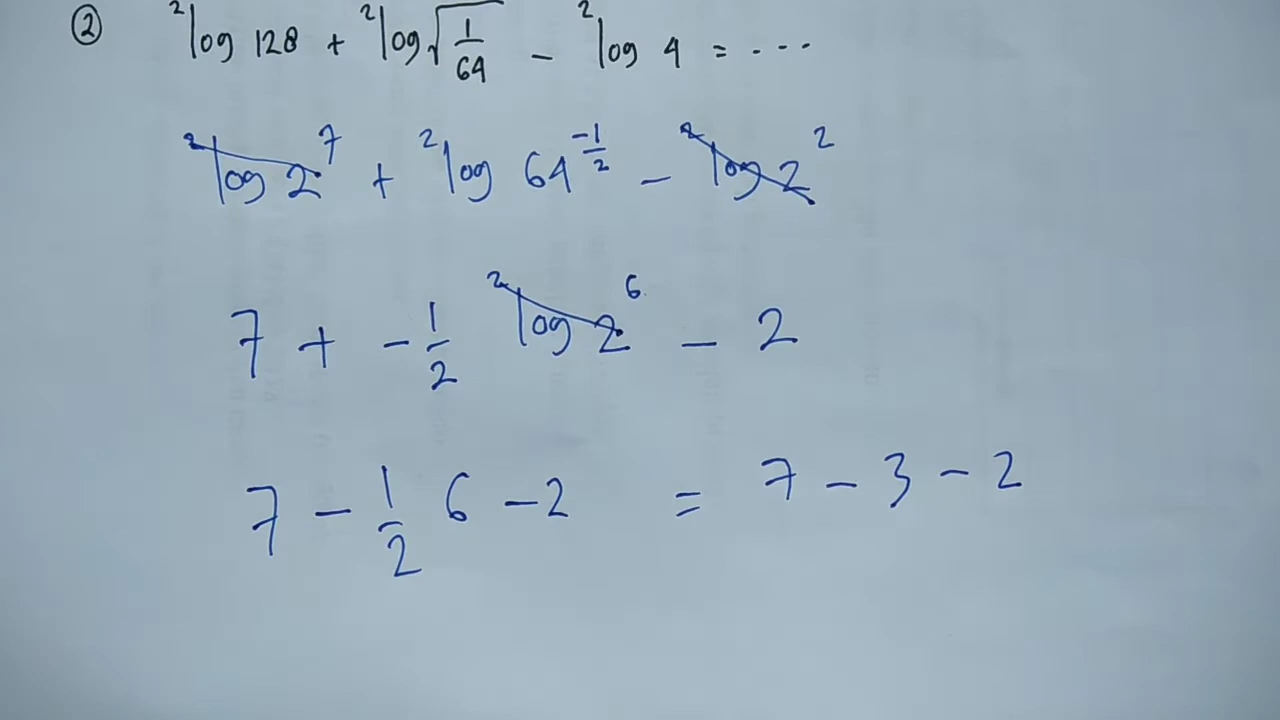 ② ²log 128 + ²log √(1/64) - ²log 4 = ...
²log 2⁷ + ²log 64^(-1/2) - ²log 2²
7 + - 1/2 ²log 2⁶ - 2
7 - 1/2 6 - 2 = 7 - 3 - 2